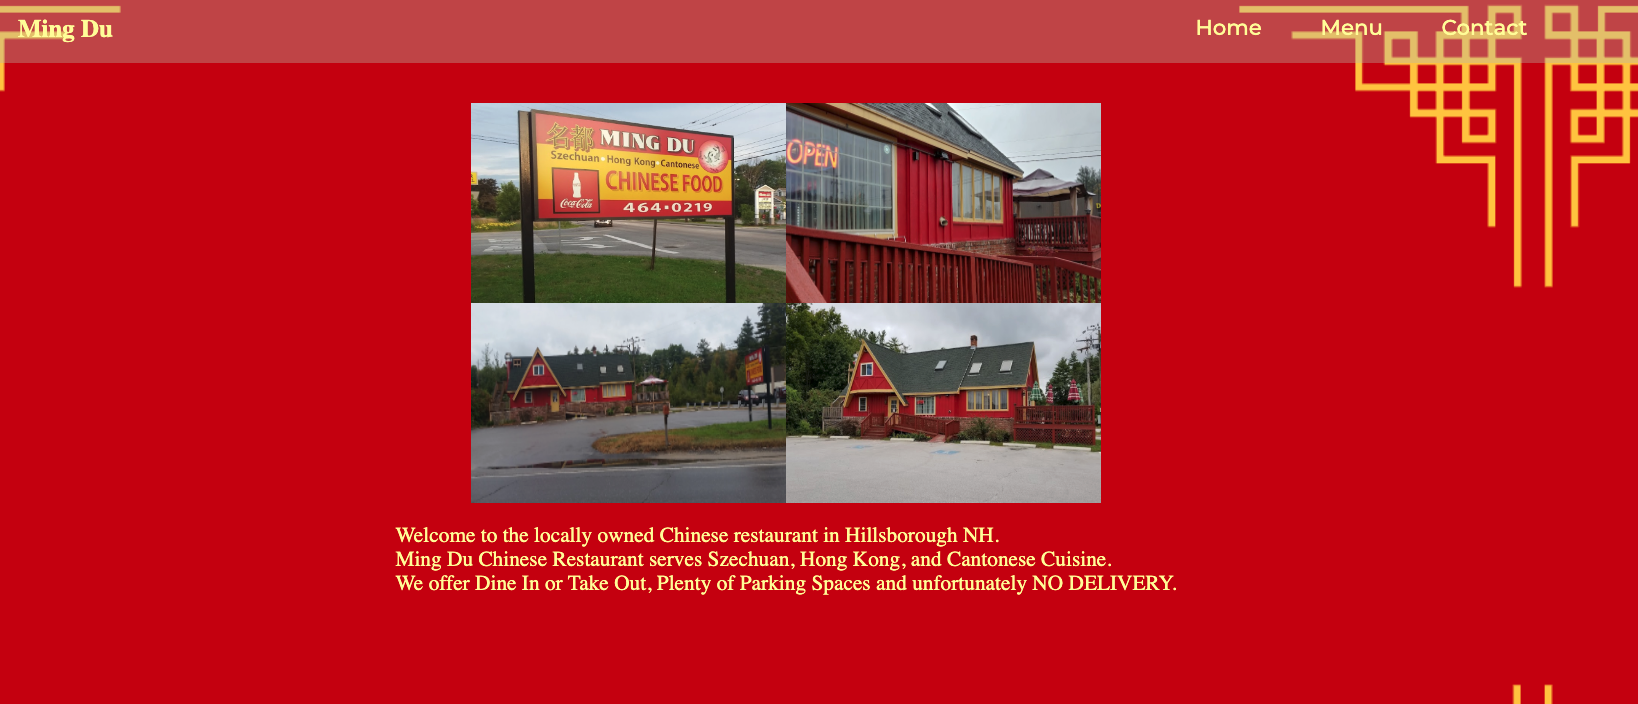 Ming Du
Home Menu Contact
名都 MING DU
Szechuan Hong Kong Cantonese
CHINESE FOOD
Coca-Cola
464•0219
OPEN
Welcome to the locally owned Chinese restaurant in Hillsborough NH.
Ming Du Chinese Restaurant serves Szechuan, Hong Kong, and Cantonese Cuisine.
We offer Dine In or Take Out, Plenty of Parking Spaces and unfortunately NO DELIVERY.